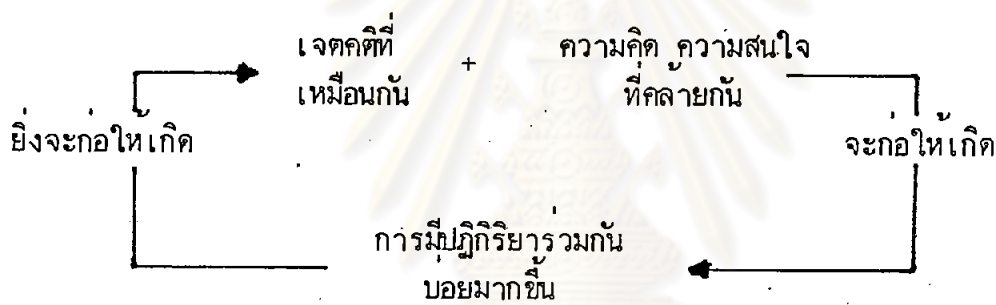 เจตคติที่
เหมือนกัน
+
ความคิด ความสนใจ
ที่คล้ายกัน
ยิ่งจะก่อให้เกิด
จะก่อให้เกิด
การมีปฏิกิริยาร่วมกัน
บ่อยมากขึ้น